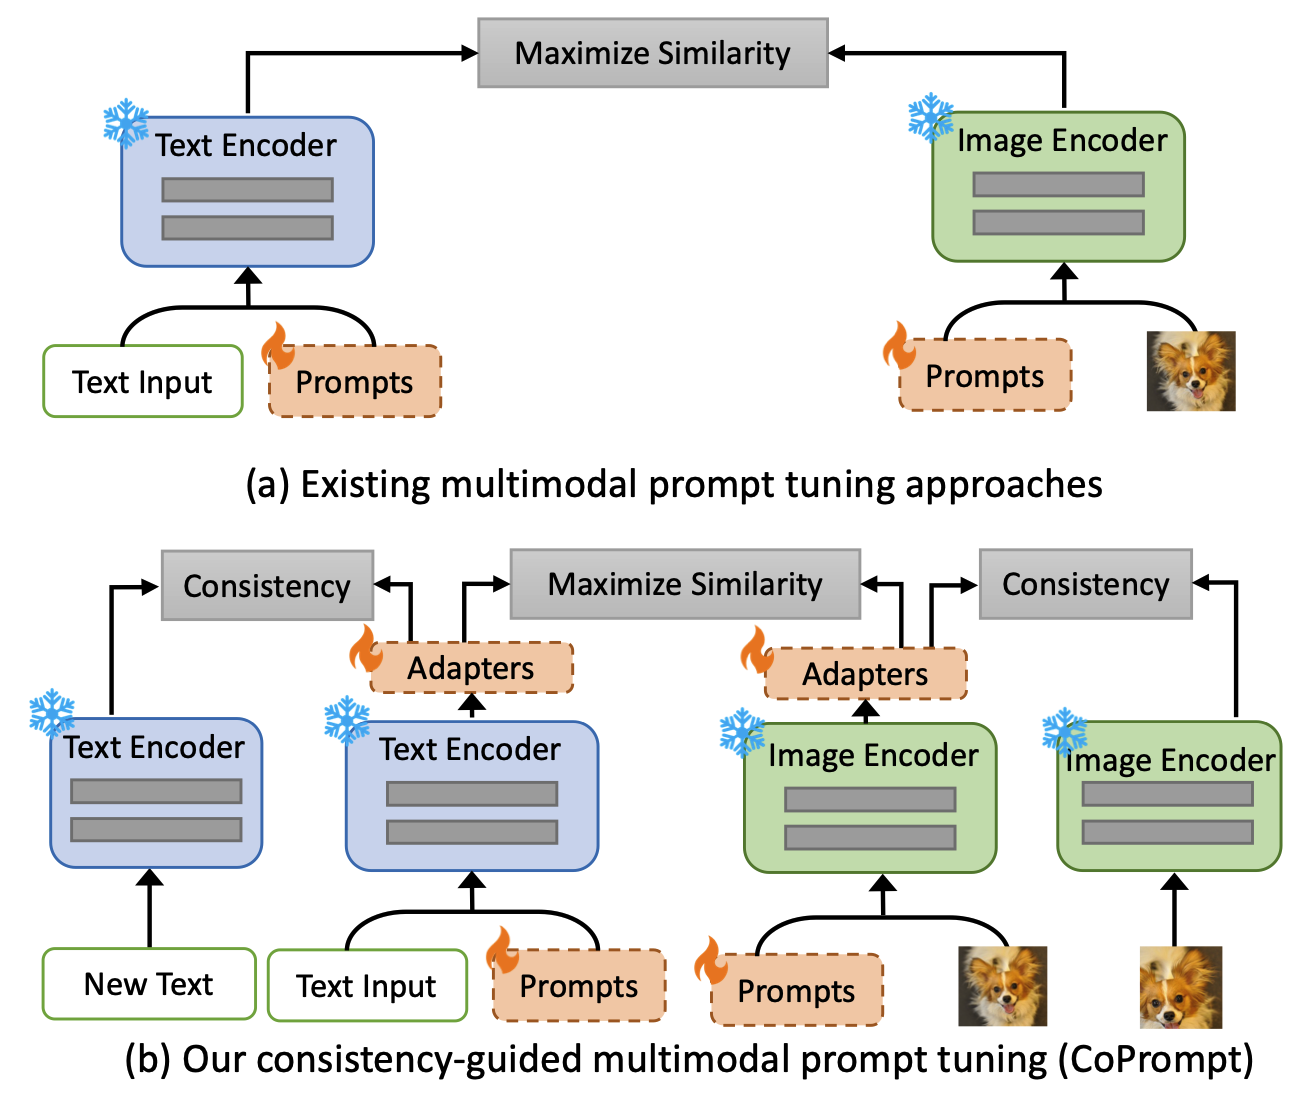 Maximize Similarity
Text Encoder
Image Encoder
Text Input
Prompts
Prompts
(a) Existing multimodal prompt tuning approaches
Consistency
Maximize Similarity
Consistency
Adapters
Adapters
Text Encoder
Text Encoder
Image Encoder
Image Encoder
New Text
Text Input
Prompts
Prompts
(b) Our consistency-guided multimodal prompt tuning (CoPrompt)